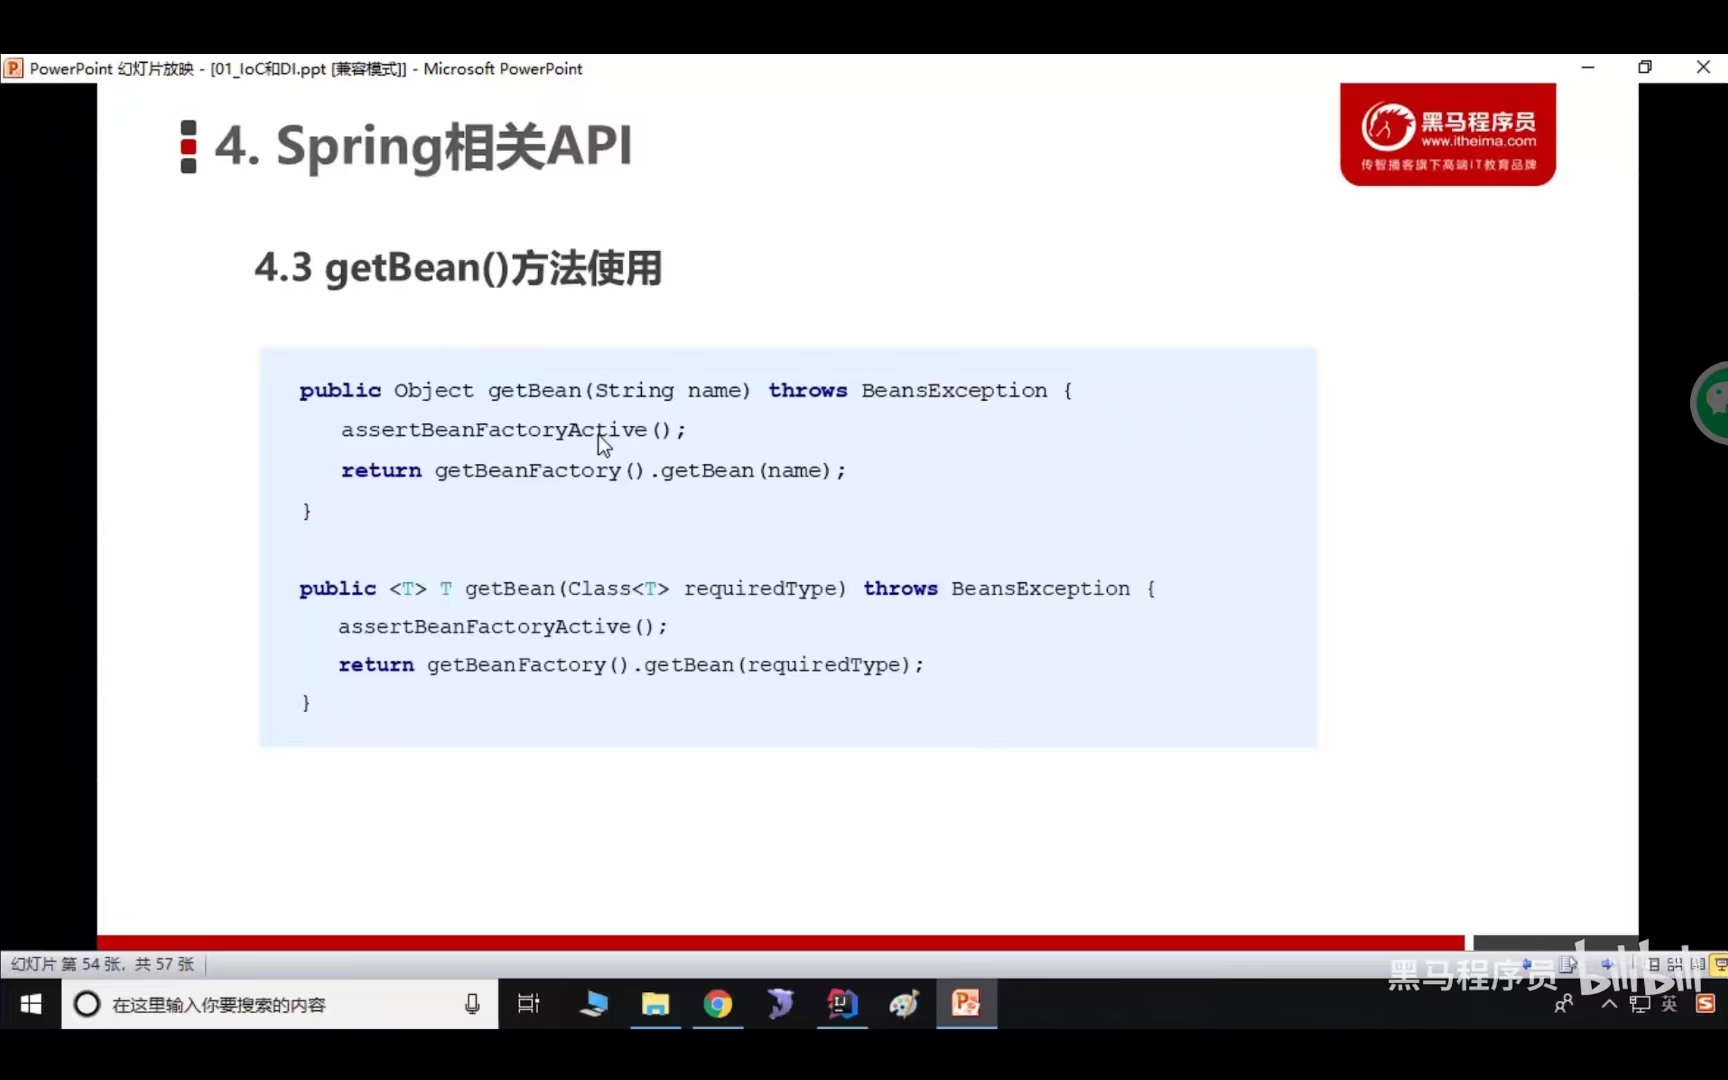 PowerPoint 幻灯片放映 - [01_IoC和DI.ppt [兼容模式]] - Microsoft PowerPoint
4. Spring相关API
黑马程序员
www.itheima.com
传智播客旗下高端IT教育品牌
4.3 getBean()方法使用
public Object getBean(String name) throws BeansException {
assertBeanFactoryActive();
return getBeanFactory().getBean(name);
}
public <T> T getBean(Class<T> requiredType) throws BeansException {
assertBeanFactoryActive();
return getBeanFactory().getBean(requiredType);
}
幻灯片 第 54 张，共 57 张
黑马程序员 bilibili
在这里输入你要搜索的内容
英